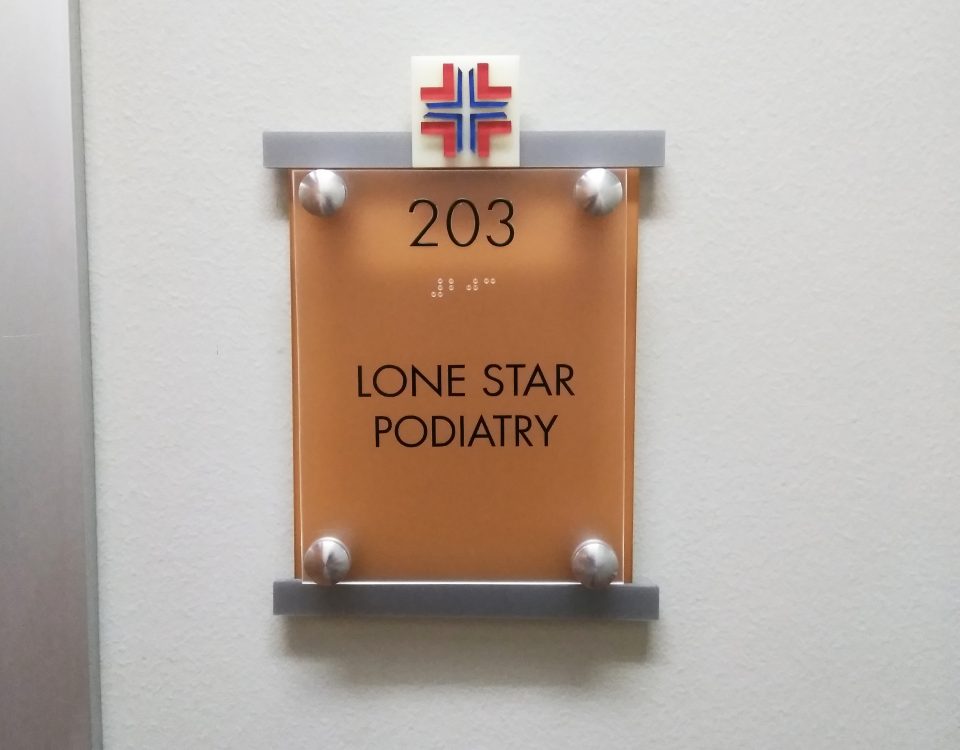 203
⠼⠃⠚⠉
LONE STAR
PODIATRY